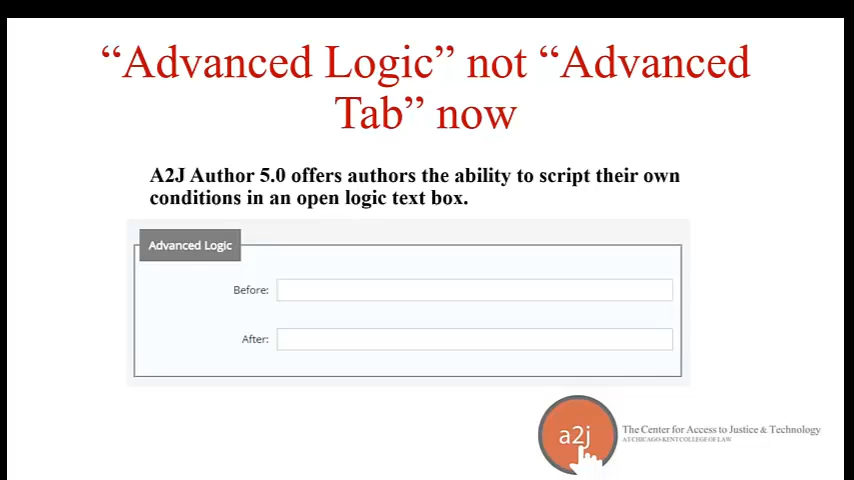 “Advanced Logic” not “Advanced
Tab” now
A2J Author 5.0 offers authors the ability to script their own
conditions in an open logic text box.
Advanced Logic
Before:
After:
a2j
The Center for Access to Justice & Technology
AT CHICAGO-KENT COLLEGE OF LAW